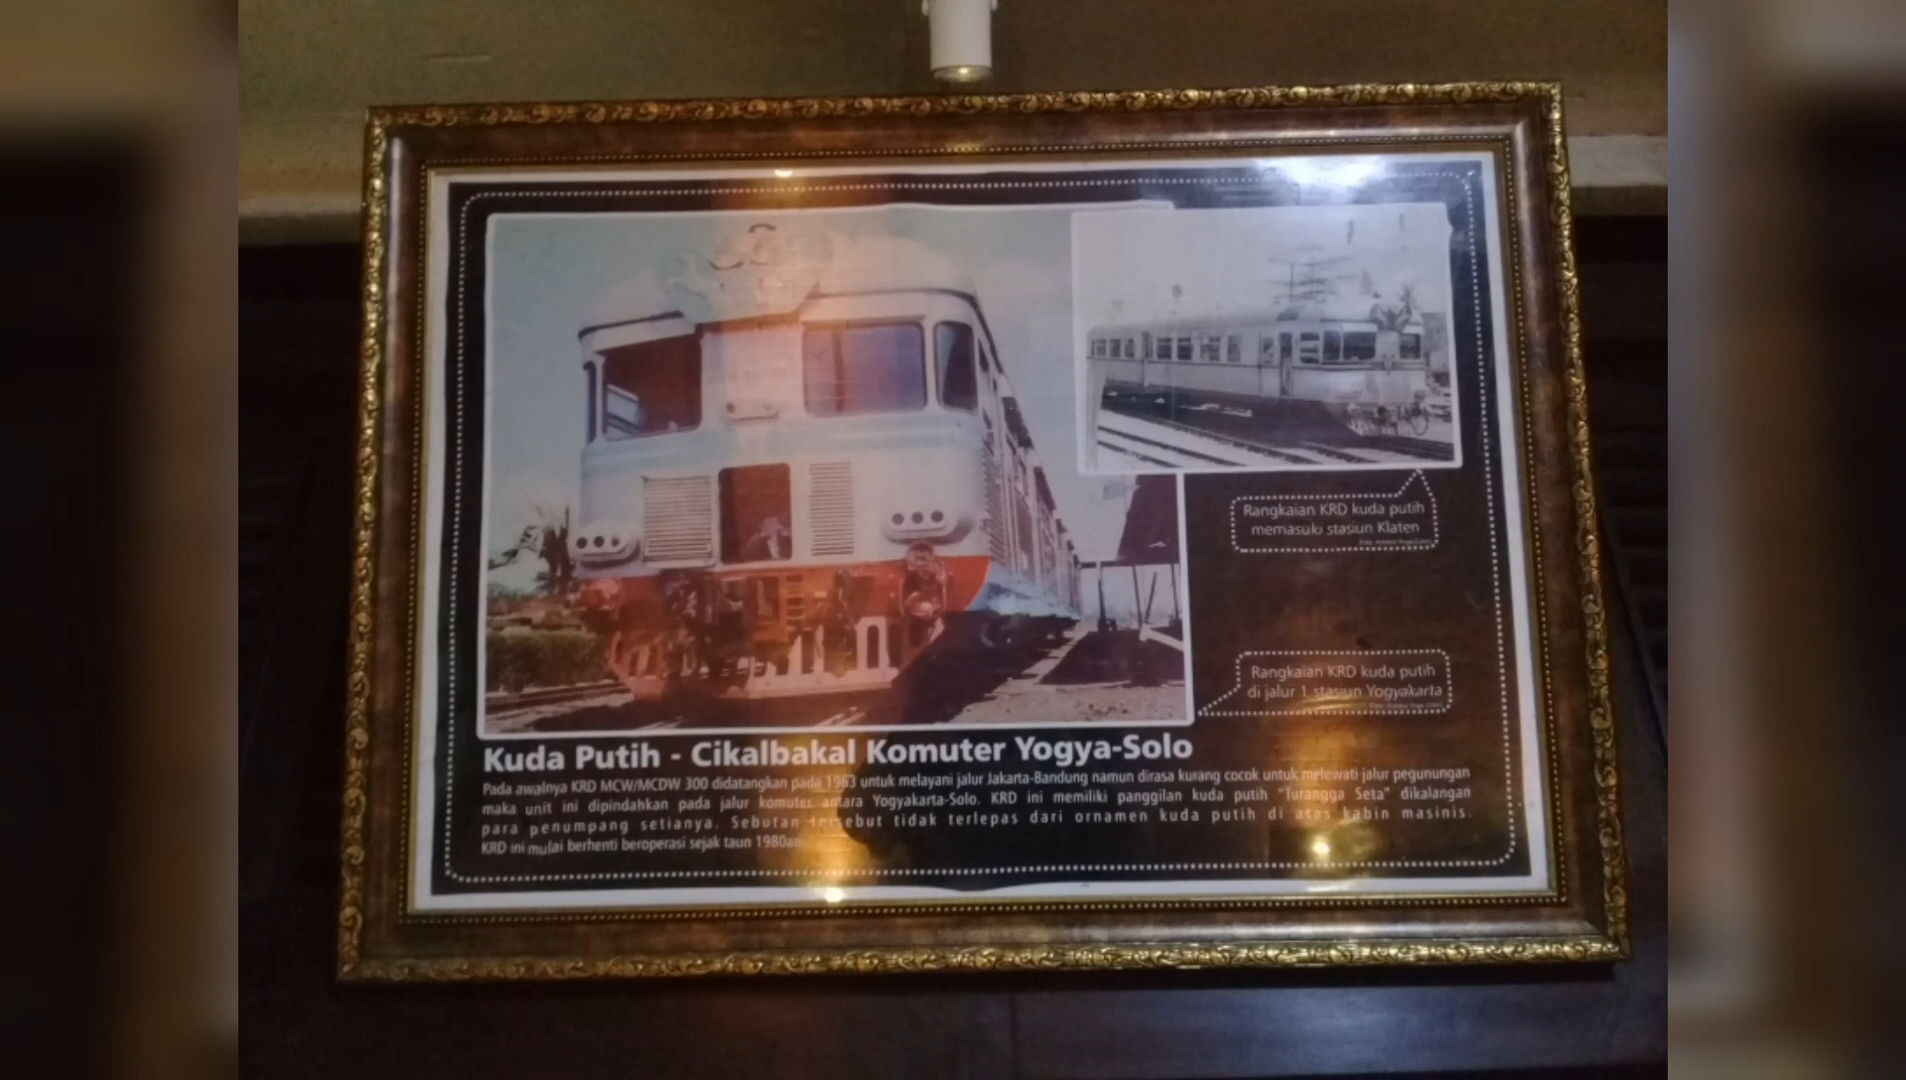 Rangkaian KRD kuda putih
memasuki stasiun Klaten
Rangkaian KRD kuda putih
di jalur 1 stasiun Yogyakarta
Kuda Putih - Cikalbakal Komuter Yogya-Solo
Pada awalnya KRD MCW/MCDW 300 didatangkan pada 1963 untuk melayani jalur Jakarta-Bandung namun dirasa kurang cocok untuk melewati jalur pegunungan
maka unit ini dipindahkan pada jalur komuter antara Yogyakarta-Solo. KRD ini memiliki panggilan kuda putih "Turangga Seta" dikalangan
para penumpang setianya. Sebutan tersebut tidak terlepas dari ornamen kuda putih di atas kabin masinis.
KRD ini mulai berhenti beroperasi sejak taun 1980an